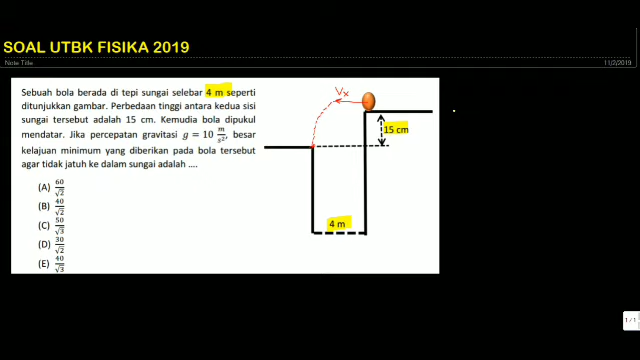 SOAL UTBK FISIKA 2019
Note Title
11/2/2019
Sebuah bola berada di tepi sungai selebar 4 m seperti
ditunjukkan gambar. Perbedaan tinggi antara kedua sisi
sungai tersebut adalah 15 cm. Kemudia bola dipukul
mendatar. Jika percepatan gravitasi g = 10 m/s², besar
kelajuan minimum yang diberikan pada bola tersebut
agar tidak jatuh ke dalam sungai adalah ....
(A) 60/√2
(B) 40/√2
(C) 50/√3
(D) 30/√2
(E) 40/√3
Vx
15 cm
4 m
1/1